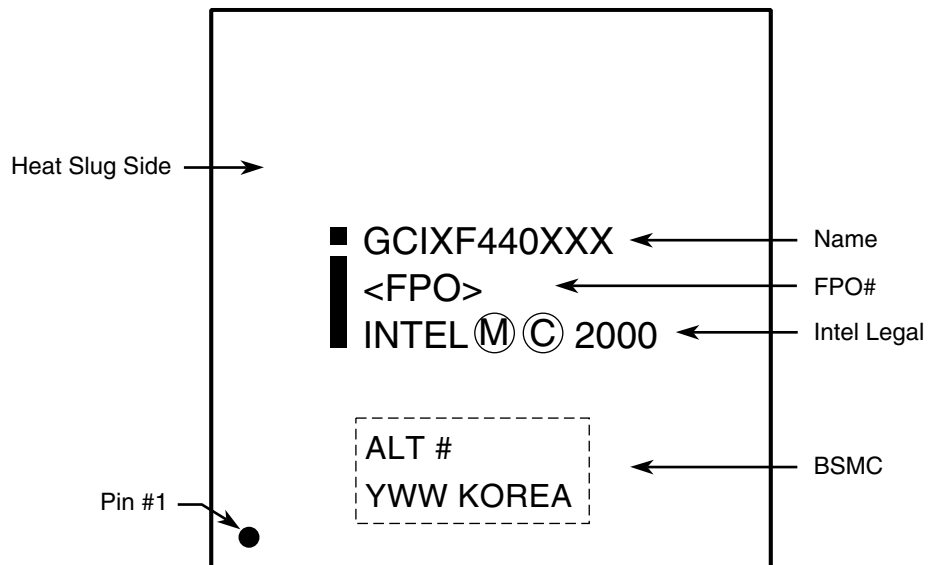 Heat Slug Side
GCIXF440XXX
Name
<FPO>
FPO#
INTEL Ⓜ Ⓒ 2000
Intel Legal
ALT #
YWW KOREA
BSMC
Pin #1